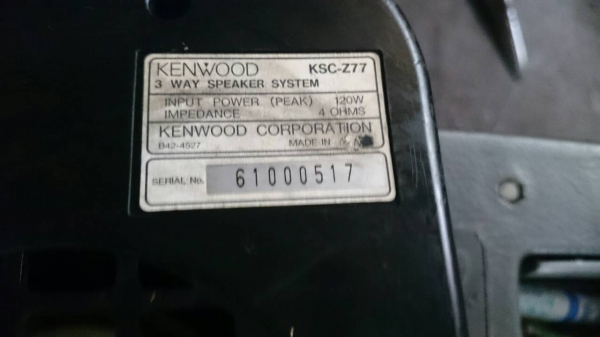 KENWOOD KSC-Z77
3 WAY SPEAKER SYSTEM
INPUT POWER (PEAK) 120W
IMPEDANCE 4 OHMS
KENWOOD CORPORATION
B42-4527 MADE IN
SERIAL No. 61000517